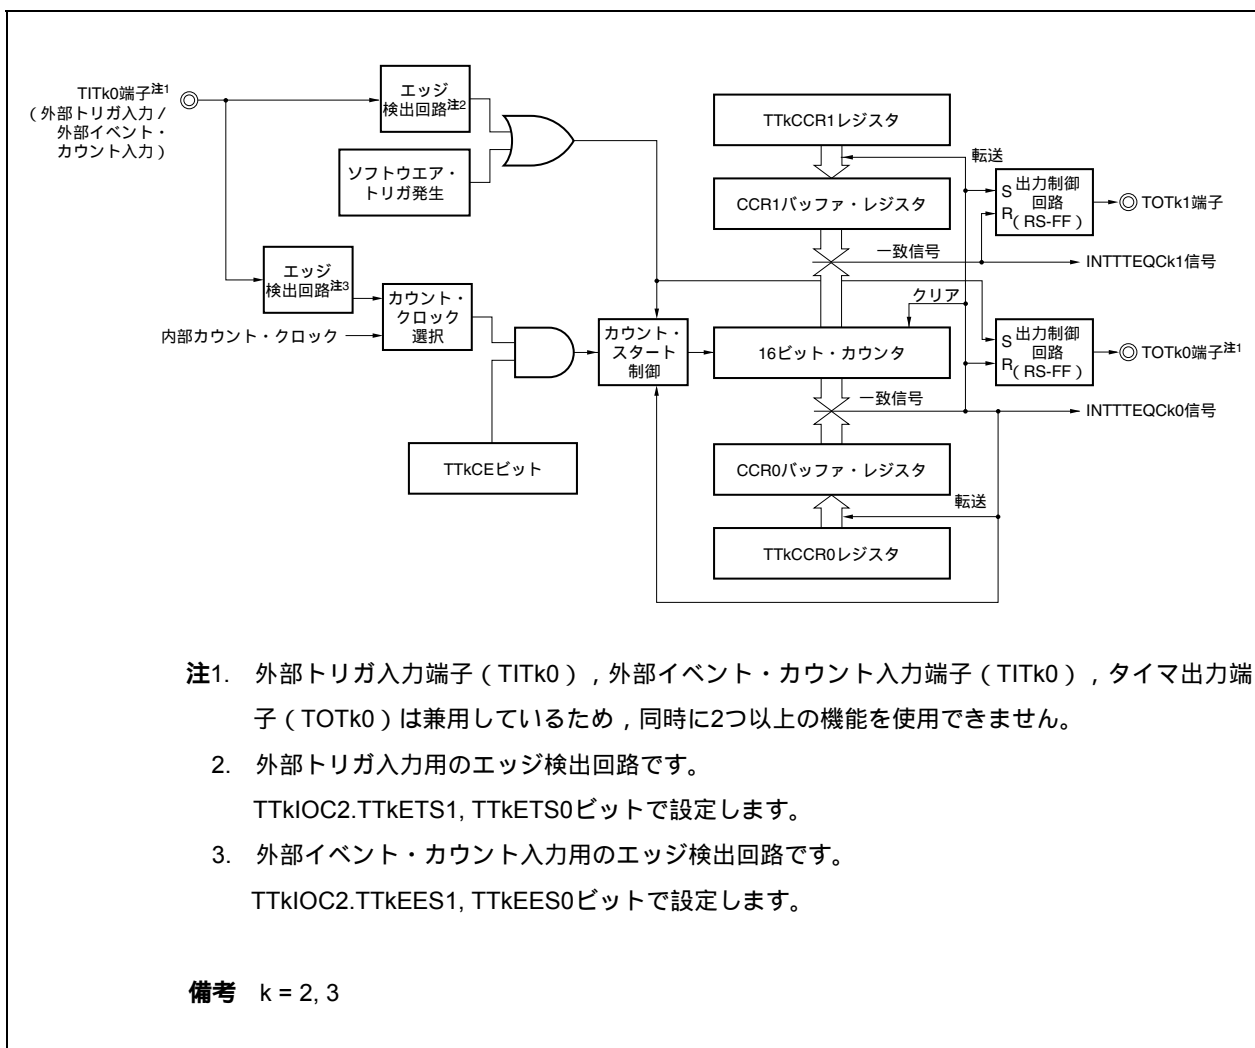 TITk0端子注1
（外部トリガ入力/
外部イベント・
カウント入力）
エッジ
検出回路注2
ソフトウエア・
トリガ発生
エッジ
検出回路注3
内部カウント・クロック
カウント・
クロック
選択
TTkCEビット
カウント・
スタート
制御
TTkCCR1レジスタ
転送
CCR1バッファ・レジスタ
一致信号
クリア
16ビット・カウンタ
一致信号
CCR0バッファ・レジスタ
転送
TTkCCR0レジスタ
S 出力制御
回路
R（RS-FF）
TOTk1端子
INTTTEQCk1信号
S 出力制御
回路
R（RS-FF）
TOTk0端子注1
INTTTEQCk0信号
注1. 外部トリガ入力端子（TITk0），外部イベント・カウント入力端子（TITk0），タイマ出力端
子（TOTk0）は兼用しているため，同時に2つ以上の機能を使用できません。
2. 外部トリガ入力用のエッジ検出回路です。
TTkIOC2.TTkETS1, TTkETS0ビットで設定します。
3. 外部イベント・カウント入力用のエッジ検出回路です。
TTkIOC2.TTkEES1, TTkEES0ビットで設定します。
備考 k = 2, 3